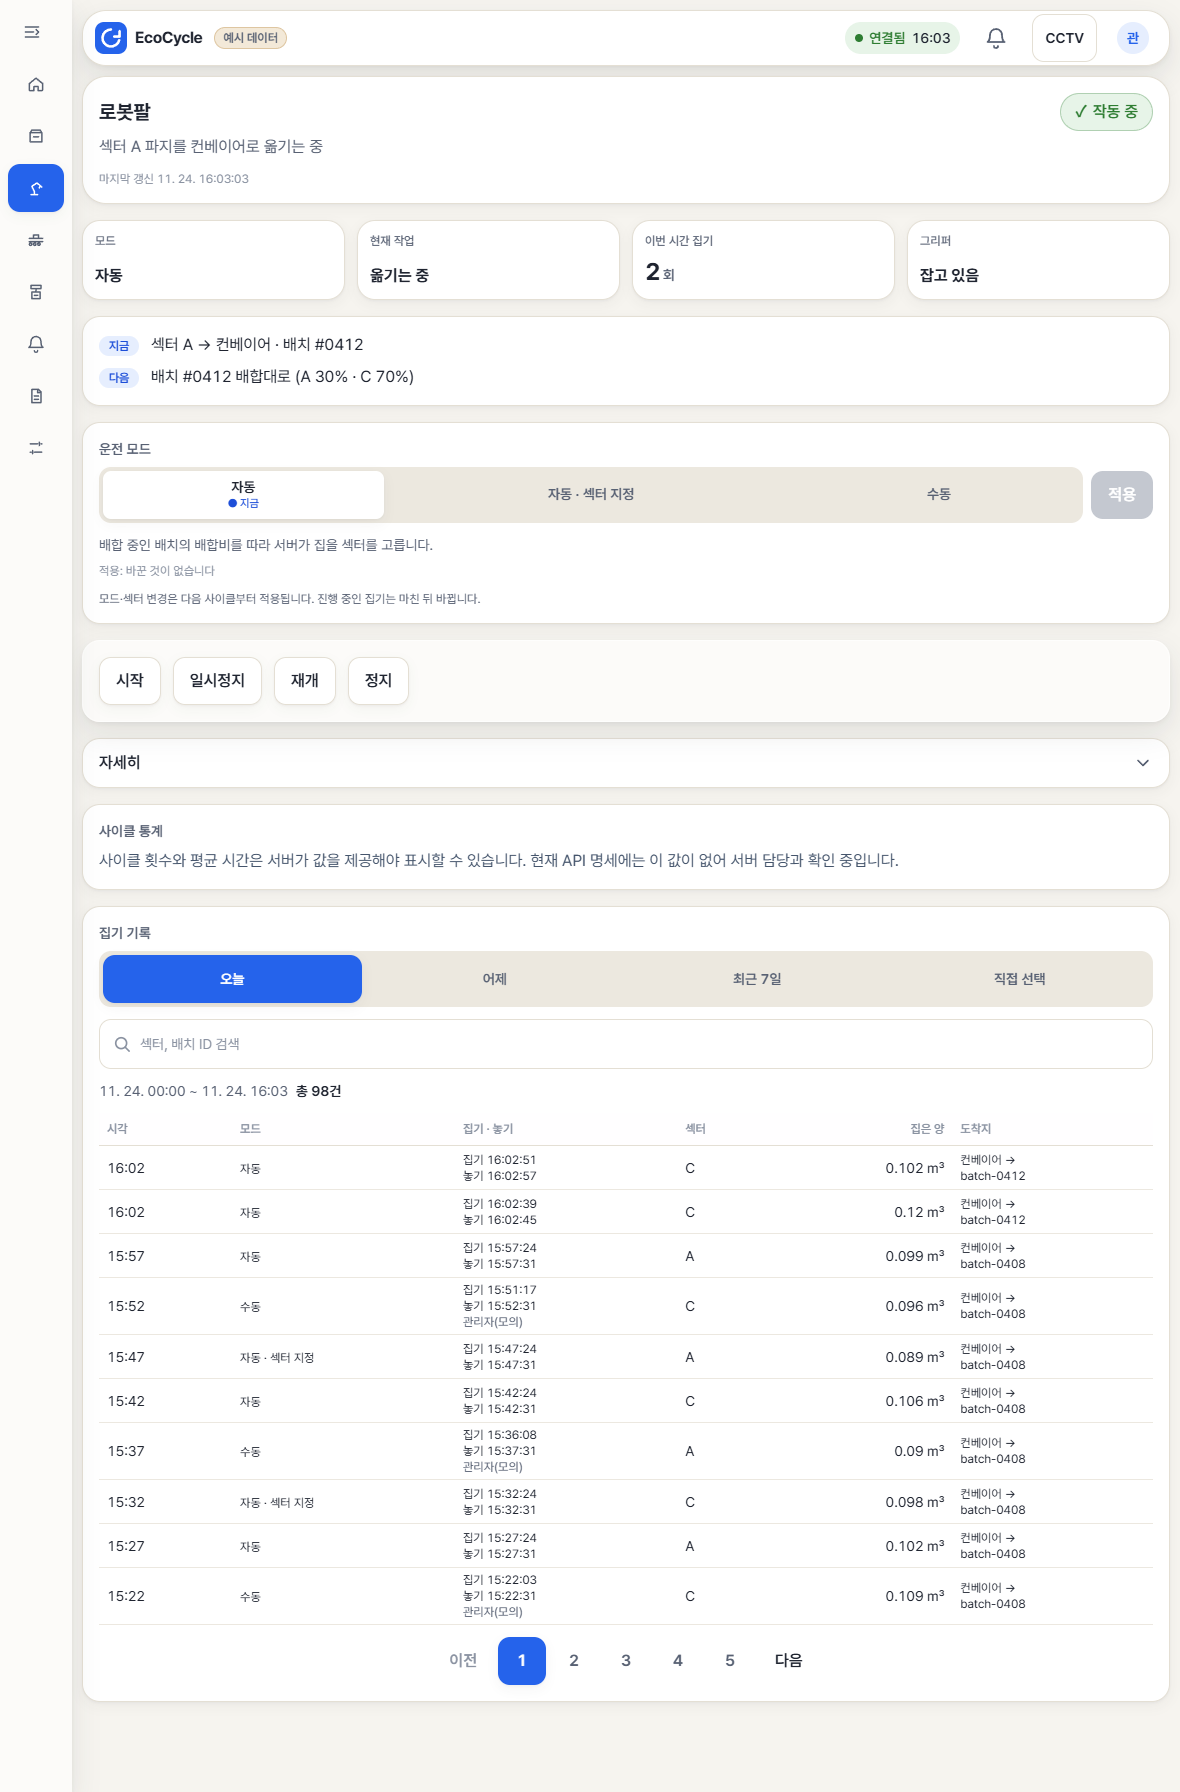 EcoCycle 예시 데이터 연결됨 16:03 CCTV 관
로봇팔 ✓ 작동 중
섹터 A 파지를 컨베이어로 옮기는 중
마지막 갱신 11. 24. 16:03:03
모드 현재 작업 이번 시간 집기 그리퍼
자동 옮기는 중 2 회 잡고 있음
지금 섹터 A → 컨베이어 · 배치 #0412
다음 배치 #0412 배합대로 (A 30% · C 70%)
운전 모드
자동 자동 · 섹터 지정 수동 적용
지금
배합 중인 배치의 배합비를 따라 서버가 집을 섹터를 고릅니다.
적용: 바꾼 것이 없습니다
모드·섹터 변경은 다음 사이클부터 적용됩니다. 진행 중인 집기는 마친 뒤 바뀝니다.
시작 일시정지 재개 정지
자세히
사이클 통계
사이클 횟수와 평균 시간은 서버가 값을 제공해야 표시할 수 있습니다. 현재 API 명세에는 이 값이 없어 서버 담당과 확인 중입니다.
집기 기록
오늘 어제 최근 7일 직접 선택
섹터, 배치 ID 검색
11. 24. 00:00 ~ 11. 24. 16:03 총 98건
시각 모드 집기 · 놓기 섹터 집은 양 도착지
16:02 자동 집기 16:02:51 놓기 16:02:57 C 0.102 m³ 컨베이어 → batch-0412
16:02 자동 집기 16:02:39 놓기 16:02:45 C 0.12 m³ 컨베이어 → batch-0412
15:57 자동 집기 15:57:24 놓기 15:57:31 A 0.099 m³ 컨베이어 → batch-0408
15:52 수동 집기 15:51:17 놓기 15:52:31 관리자(모의) C 0.096 m³ 컨베이어 → batch-0408
15:47 자동 · 섹터 지정 집기 15:47:24 놓기 15:47:31 A 0.089 m³ 컨베이어 → batch-0408
15:42 자동 집기 15:42:24 놓기 15:42:31 C 0.106 m³ 컨베이어 → batch-0408
15:37 수동 집기 15:36:08 놓기 15:37:31 관리자(모의) A 0.09 m³ 컨베이어 → batch-0408
15:32 자동 · 섹터 지정 집기 15:32:24 놓기 15:32:31 C 0.098 m³ 컨베이어 → batch-0408
15:27 자동 집기 15:27:24 놓기 15:27:31 A 0.102 m³ 컨베이어 → batch-0408
15:22 수동 집기 15:22:03 놓기 15:22:31 관리자(모의) C 0.109 m³ 컨베이어 → batch-0408
이전 1 2 3 4 5 다음